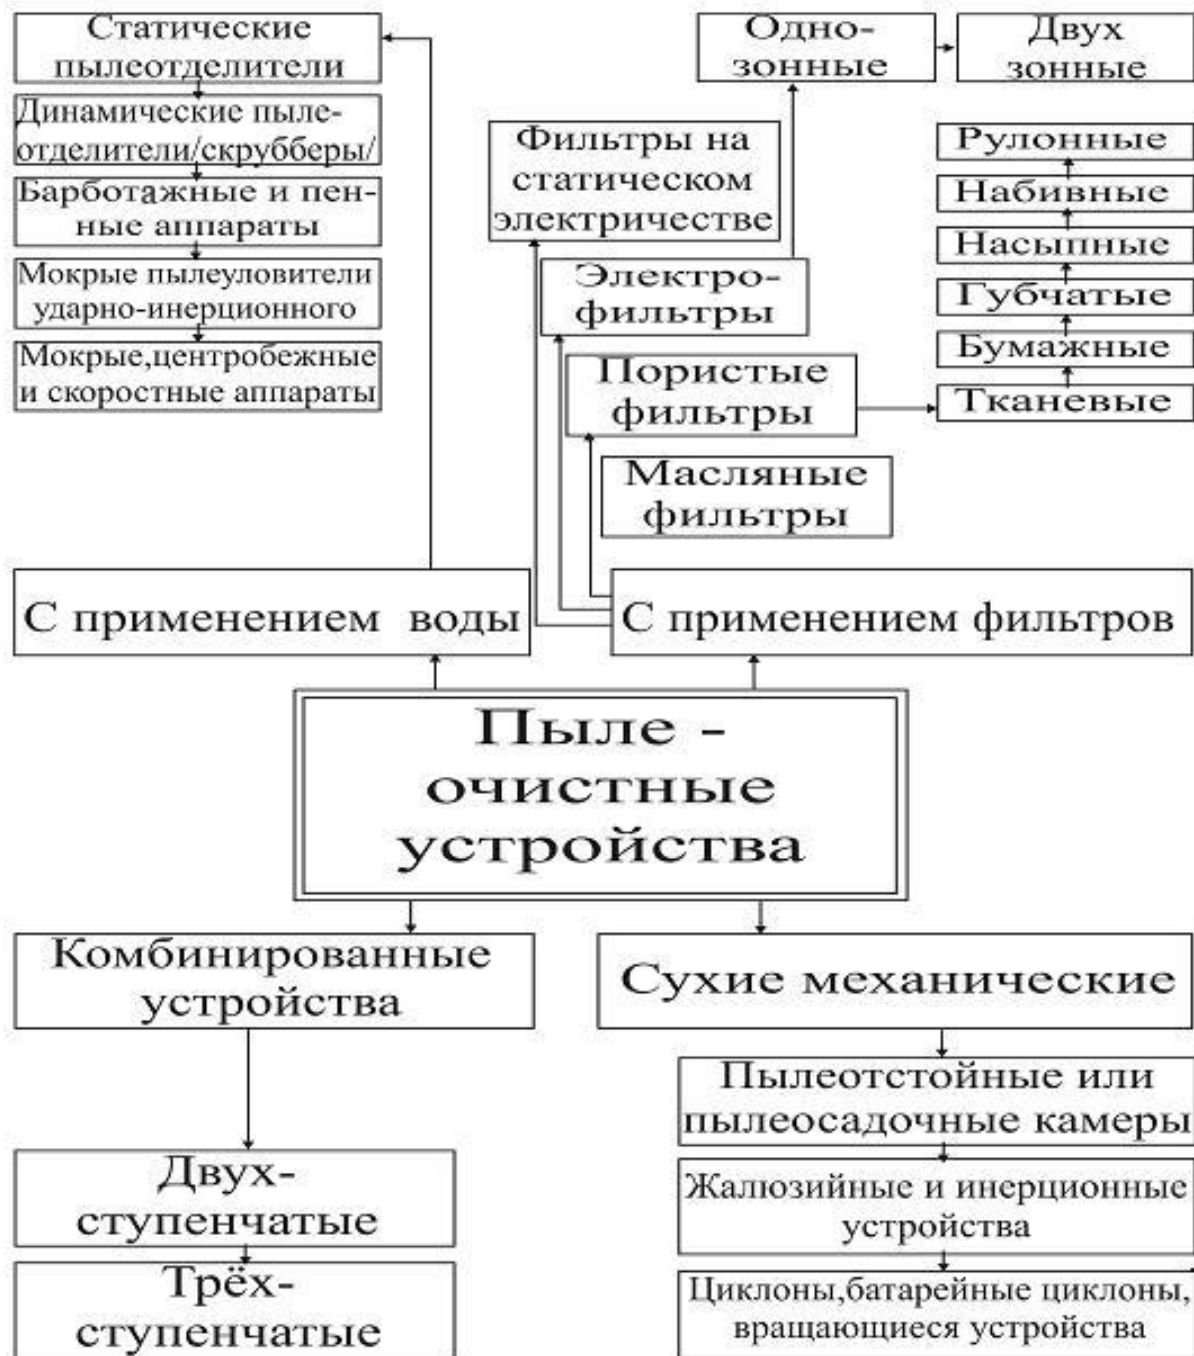 Статические
пылеотделители
Динамические пыле-
отделители/скрубберы/
Барботажные и пен-
ные аппараты
Мокрые пылеуловители
ударно-инерционного
Мокрые,центробежные
и скоростные аппараты
Одно-
зонные
Двух
зонные
Фильтры на
статическом
электричестве
Электро-
фильтры
Пористые
фильтры
Масляные
фильтры
Рулонные
Набивные
Насыпные
Губчатые
Бумажные
Тканевые
С применением воды
С применением фильтров
Пыле -
очистные
устройства
Комбинированные
устройства
Сухие механические
Двух-
ступенчатые
Трёх-
ступенчатые
Пылеотстойные или
пылеосадочные камеры
Жалюзийные и инерционные
устройства
Циклоны,батарейные циклоны,
вращающиеся устройства